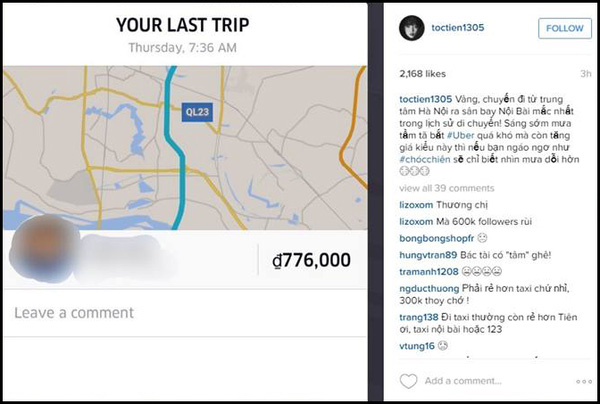 YOUR LAST TRIP
Thursday, 7:36 AM
QL23
₫776,000
Leave a comment
toctien1305
FOLLOW
2,168 likes
3h
toctien1305 Vâng, chuyến đi từ trung
tâm Hà Nội ra sân bay Nội Bài mắc nhất
trong lịch sử di chuyển! Sáng sớm mưa
tầm tã bắt #Uber quá khó mà còn tăng
giá kiểu này thì nếu bạn ngáo ngơ như
#chócchiên sẽ chỉ biết nhìn mưa dỗi hờn
😓😓😓
view all 39 comments
lizoxom Thương chị
lizoxom Mà 600k followers rùi
bongbongshopfr 😓
hungvtran89 Bác tài có "tâm" ghê!
tramanh1208 😩😩😩😩
ngducthuong Phải rẻ hơn taxi chứ nhỉ,
300k thoy chớ !
trang138 Đi taxi thường còn rẻ hơn Tiên
ơi, taxi nội bài hoặc 123
vtung16 😓
Add a comment...